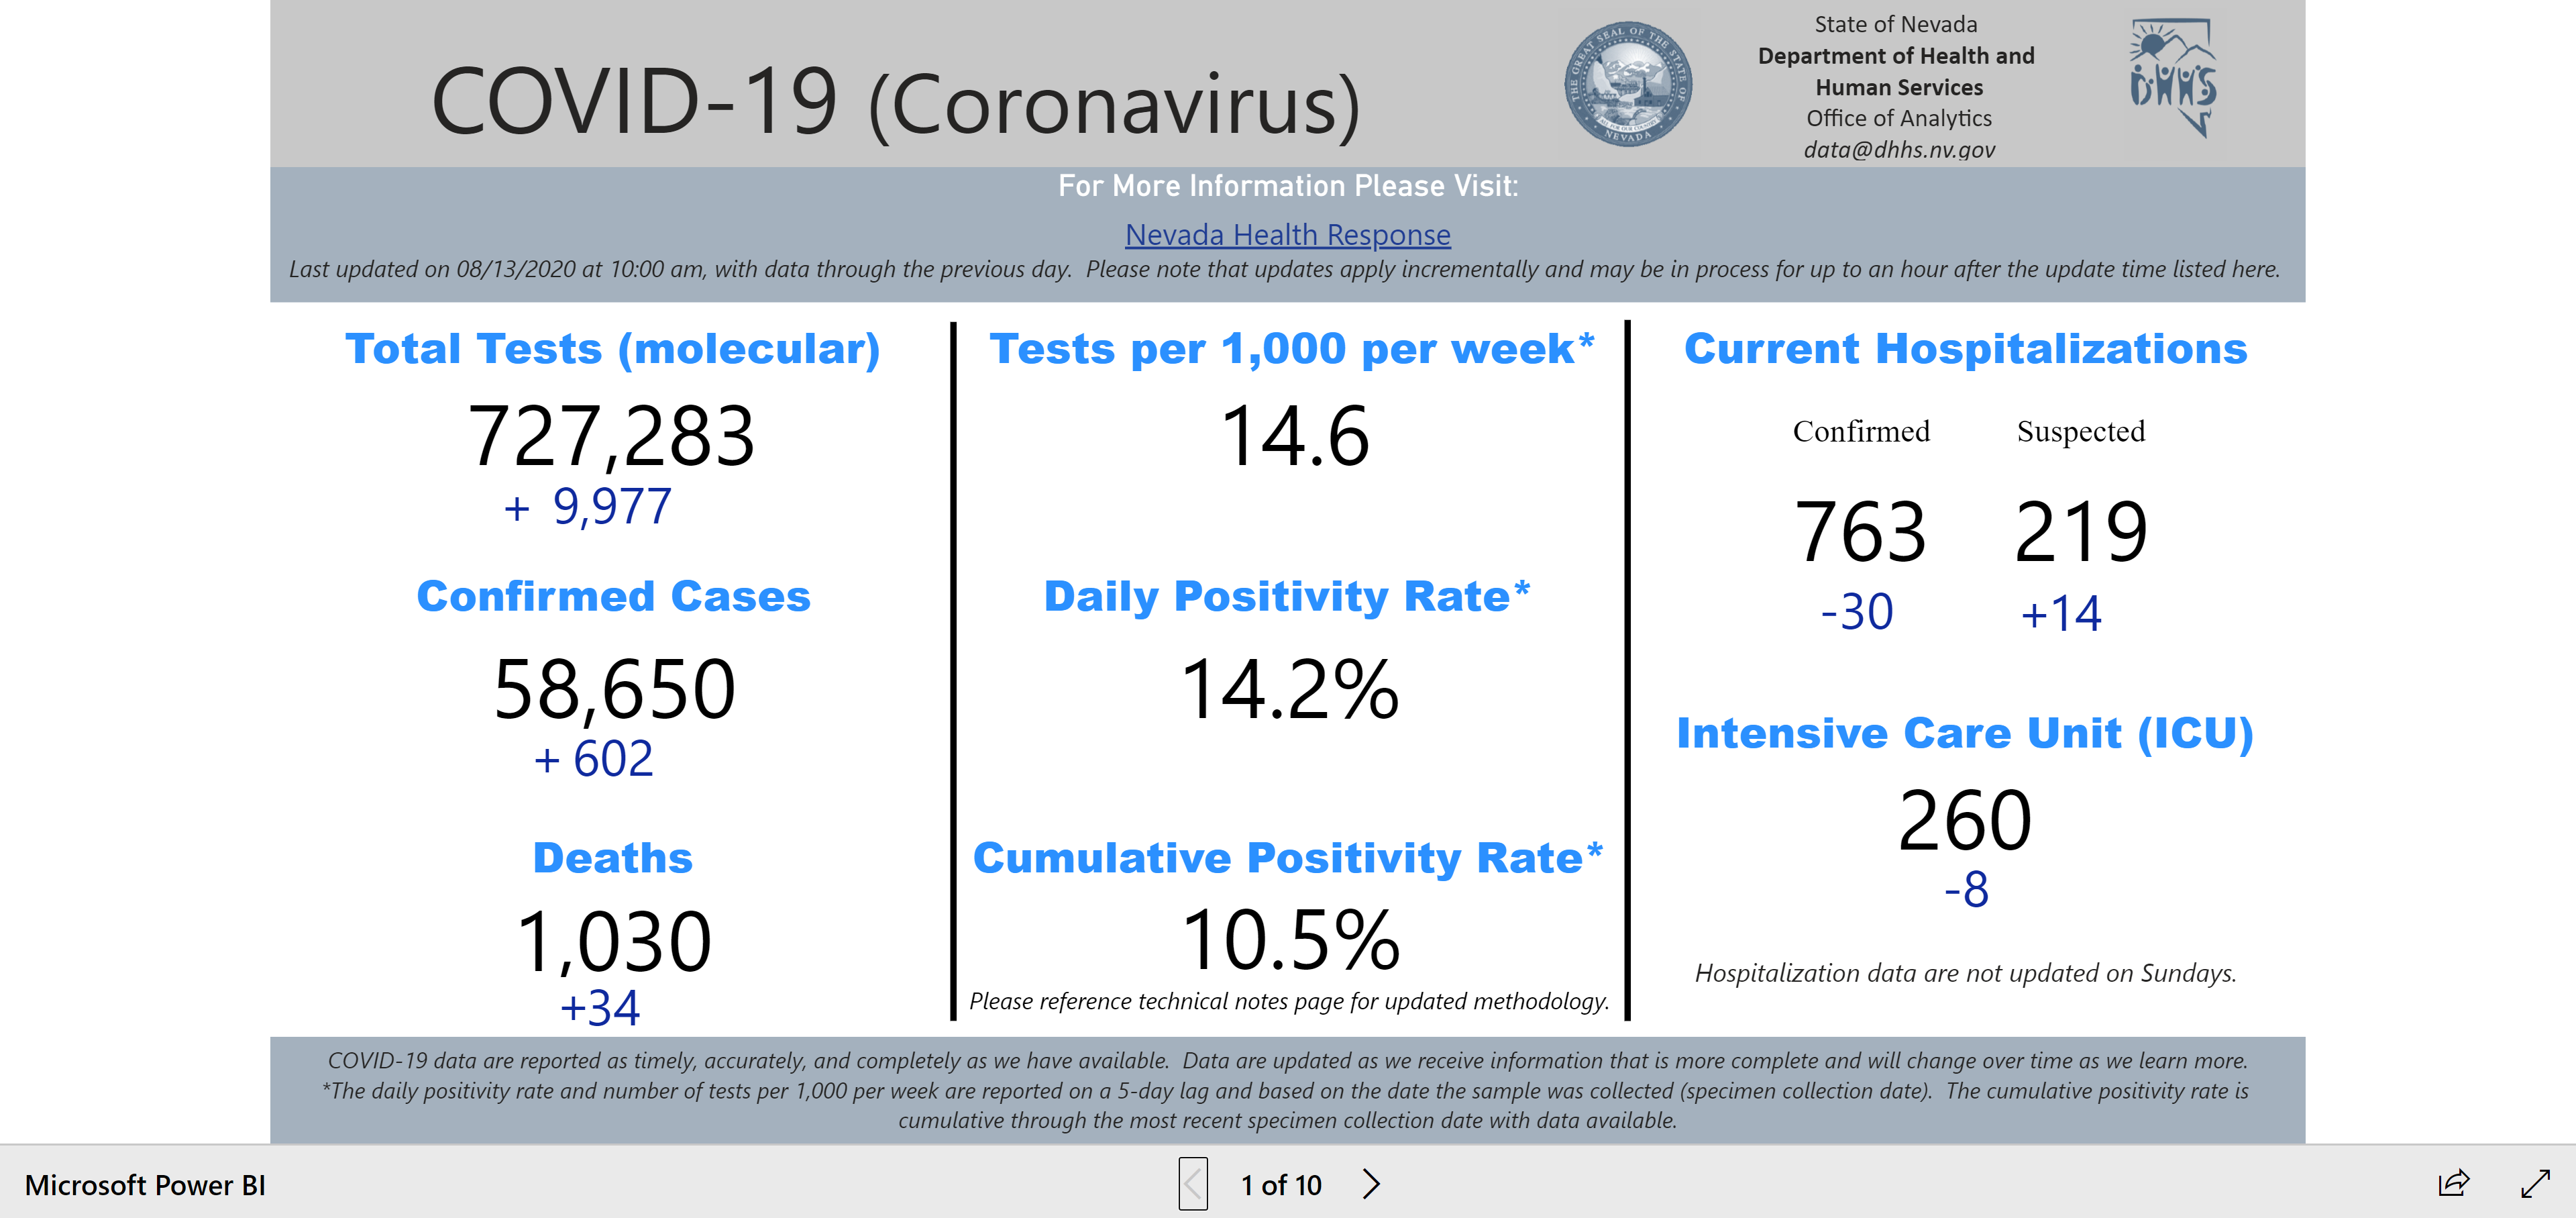 COVID-19 (Coronavirus)
THE GREAT SEAL OF THE STATE OF
ALL FOR OUR COUNTRY
NEVADA
State of Nevada
Department of Health and
Human Services
Office of Analytics
data@dhhs.nv.gov
DHHS
For More Information Please Visit:
Nevada Health Response
Last updated on 08/13/2020 at 10:00 am, with data through the previous day.  Please note that updates apply incrementally and may be in process for up to an hour after the update time listed here.
Total Tests (molecular)
727,283
+ 9,977
Confirmed Cases
58,650
+ 602
Deaths
1,030
+34
Tests per 1,000 per week*
14.6
Daily Positivity Rate*
14.2%
Cumulative Positivity Rate*
10.5%
Please reference technical notes page for updated methodology.
Current Hospitalizations
Confirmed Suspected
763 219
-30 +14
Intensive Care Unit (ICU)
260
-8
Hospitalization data are not updated on Sundays.
COVID-19 data are reported as timely, accurately, and completely as we have available.  Data are updated as we receive information that is more complete and will change over time as we learn more.
*The daily positivity rate and number of tests per 1,000 per week are reported on a 5-day lag and based on the date the sample was collected (specimen collection date).  The cumulative positivity rate is
cumulative through the most recent specimen collection date with data available.
Microsoft Power BI
1 of 10